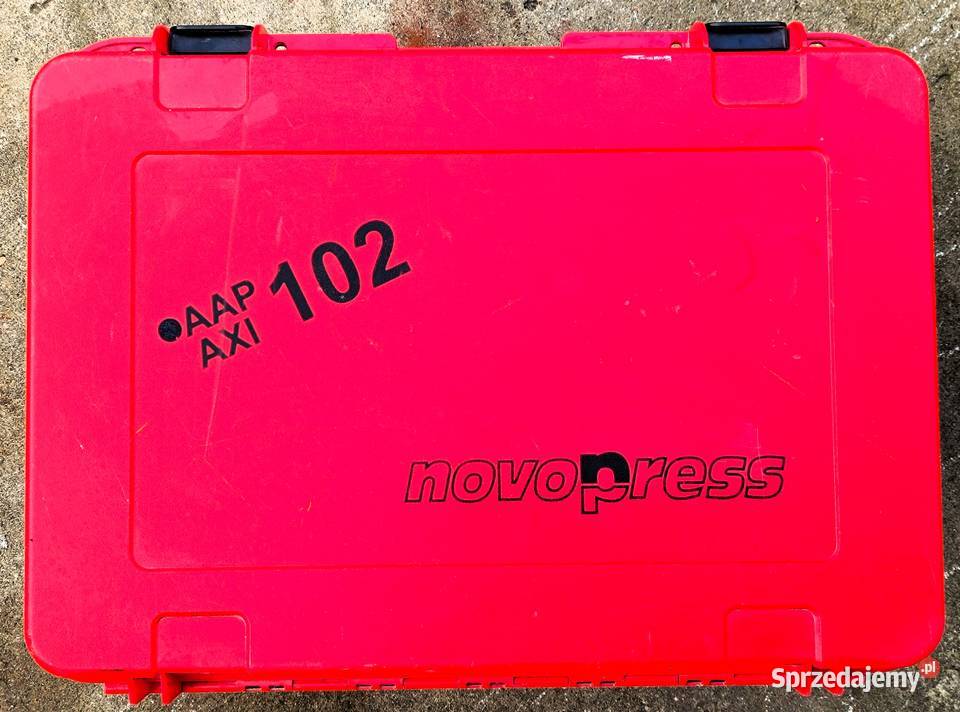 ●AAP 102
AXI
novopress
Sprzedajemy.pl